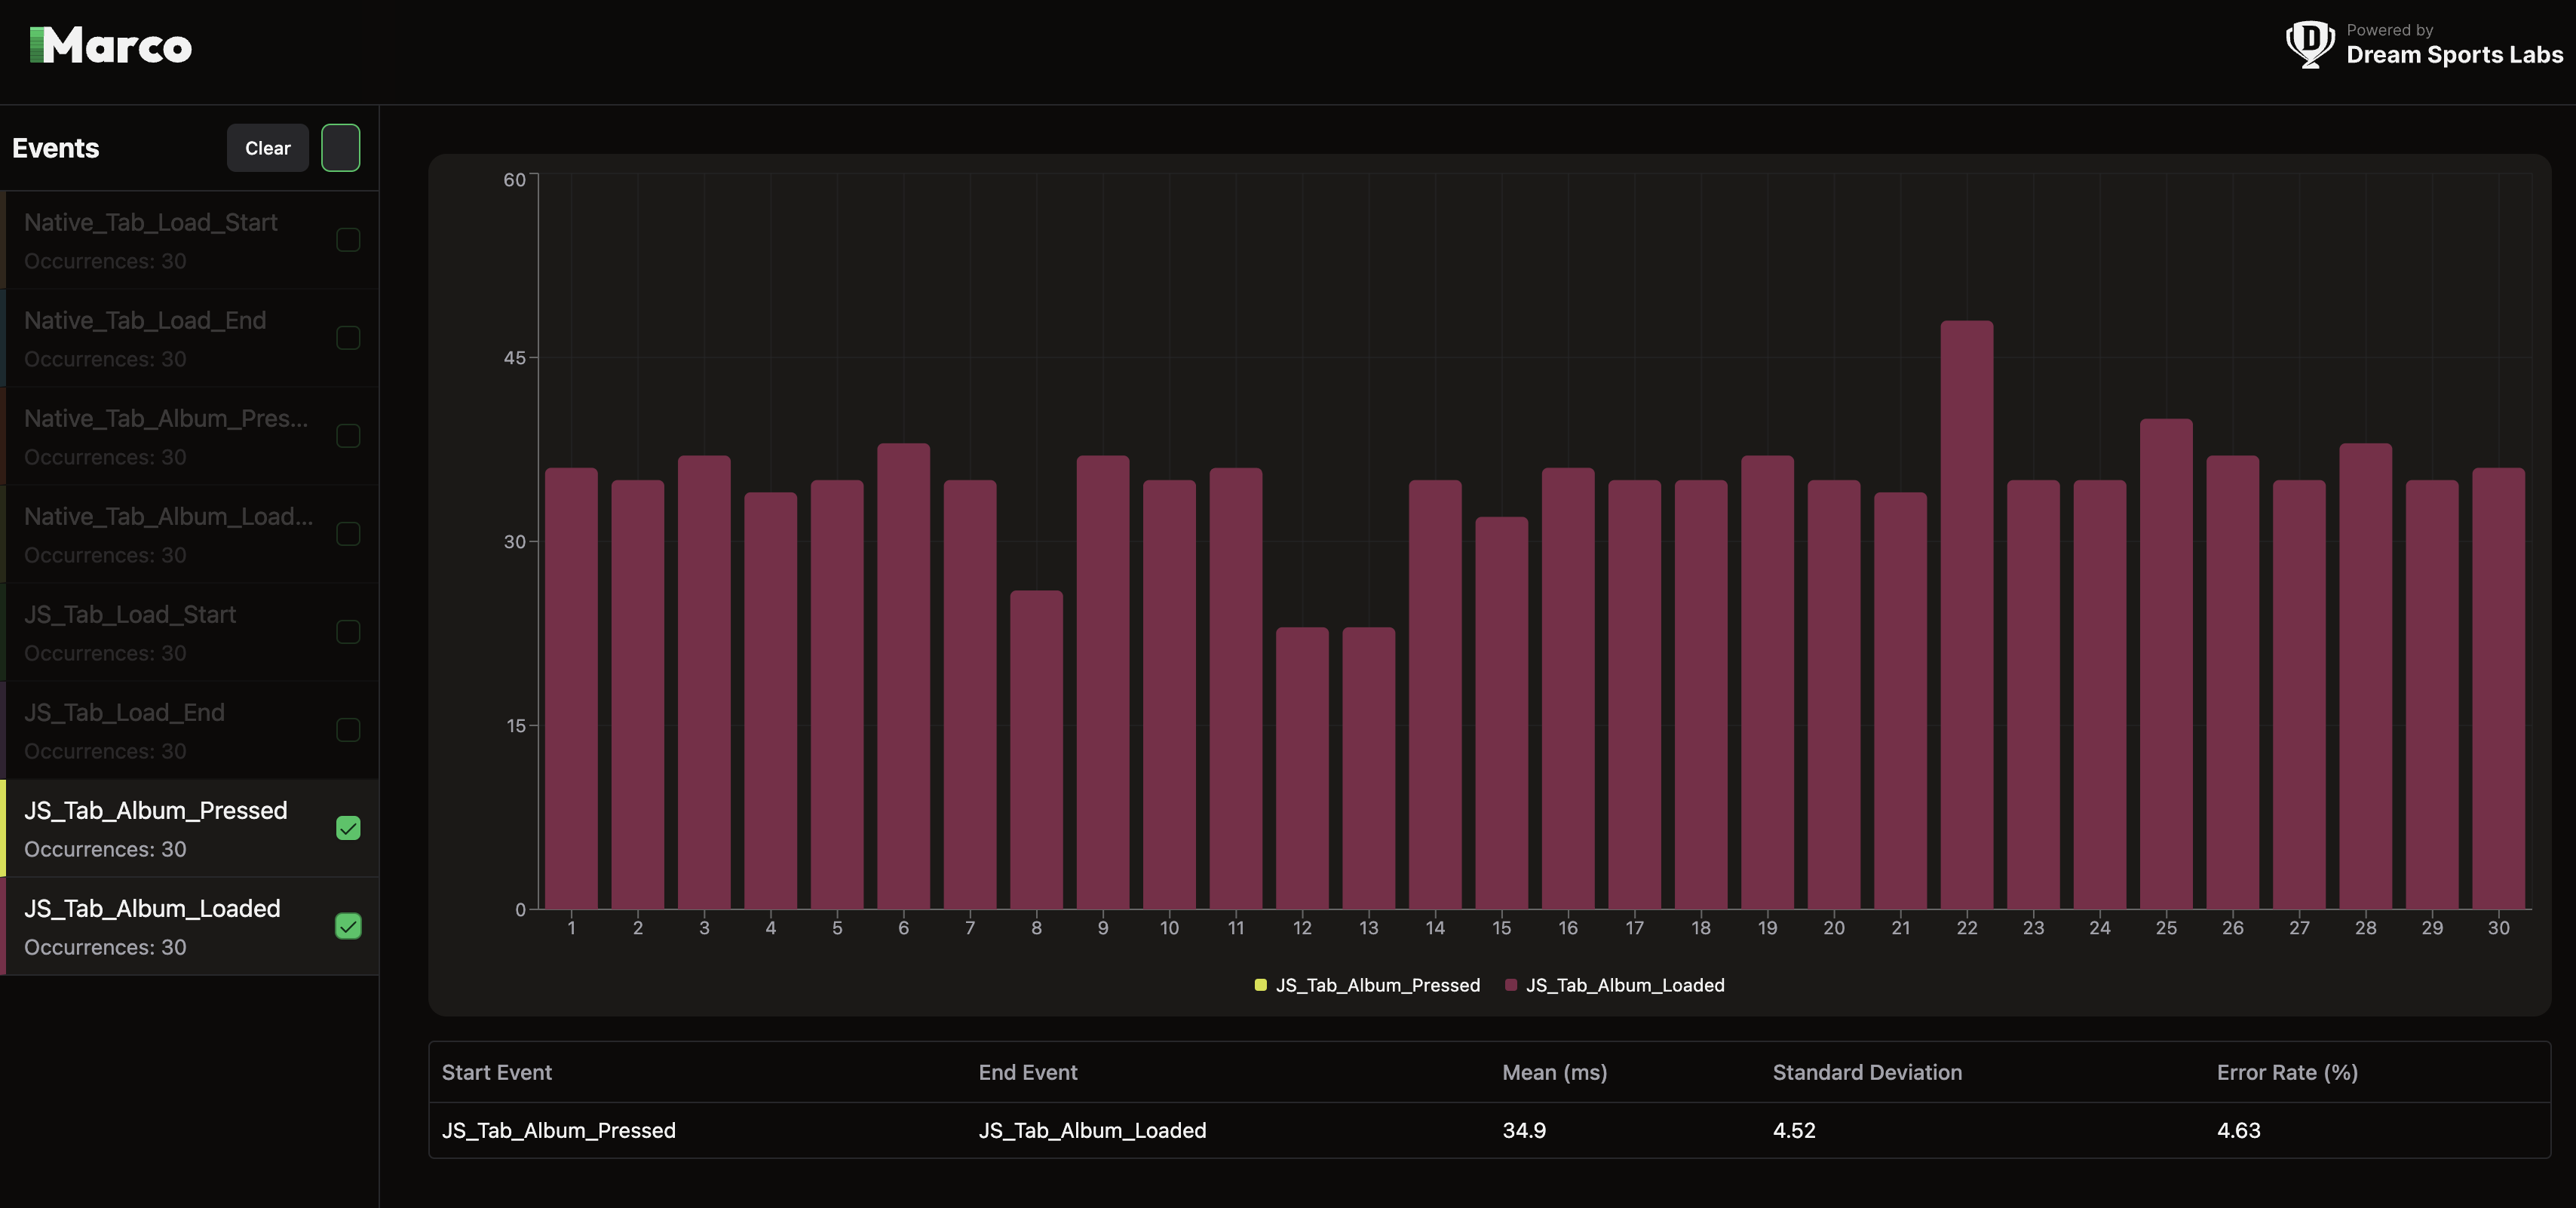 Marco
Powered by
Dream Sports Labs
Events
Clear
Native_Tab_Load_Start
Occurrences: 30
Native_Tab_Load_End
Occurrences: 30
Native_Tab_Album_Pres...
Occurrences: 30
Native_Tab_Album_Load...
Occurrences: 30
JS_Tab_Load_Start
Occurrences: 30
JS_Tab_Load_End
Occurrences: 30
JS_Tab_Album_Pressed
Occurrences: 30
JS_Tab_Album_Loaded
Occurrences: 30
60
45
30
15
0
1 2 3 4 5 6 7 8 9 10 11 12 13 14 15 16 17 18 19 20 21 22 23 24 25 26 27 28 29 30
JS_Tab_Album_Pressed JS_Tab_Album_Loaded
Start Event End Event Mean (ms) Standard Deviation Error Rate (%)
JS_Tab_Album_Pressed JS_Tab_Album_Loaded 34.9 4.52 4.63